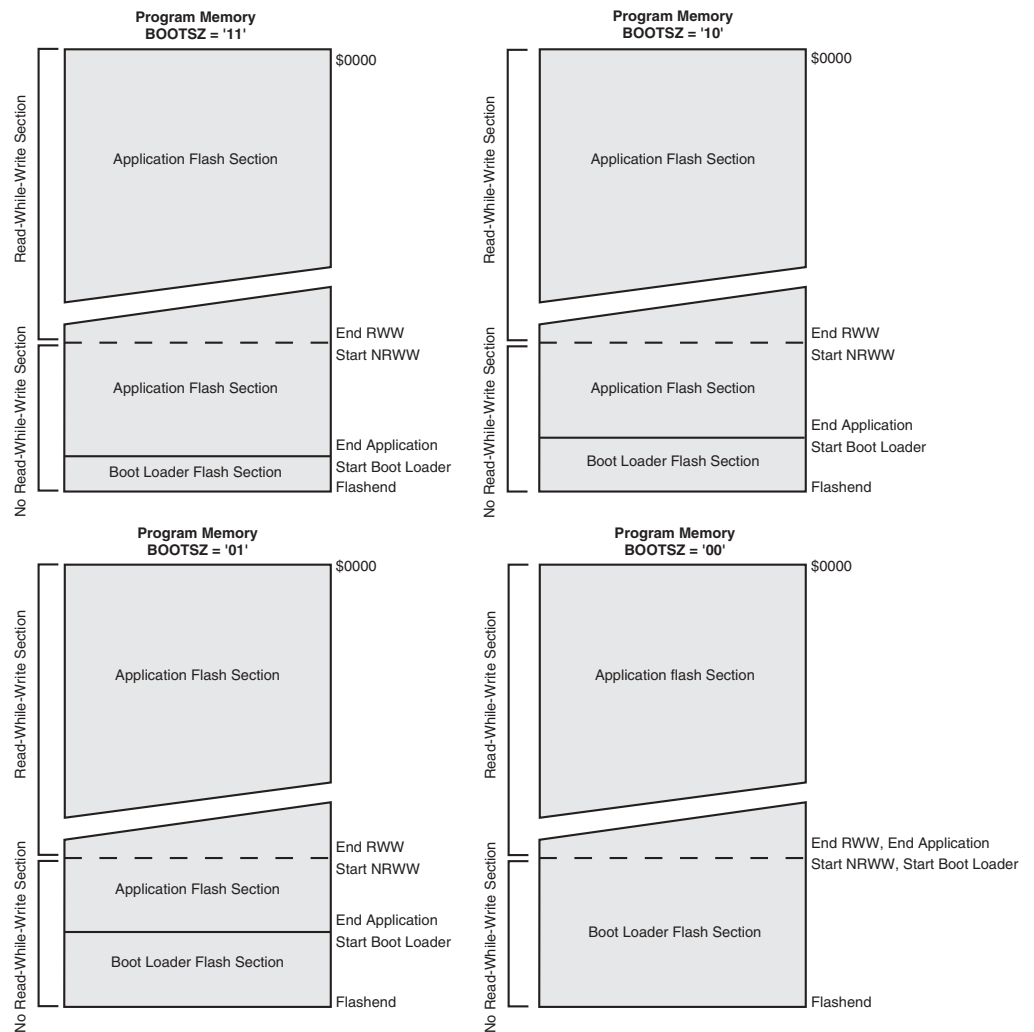 Program Memory
BOOTSZ = '11'
$0000
Read-While-Write Section
Application Flash Section
End RWW
Start NRWW
No Read-While-Write Section
Application Flash Section
End Application
Start Boot Loader
Boot Loader Flash Section
Flashend
Program Memory
BOOTSZ = '10'
$0000
Read-While-Write Section
Application Flash Section
End RWW
Start NRWW
No Read-While-Write Section
Application Flash Section
End Application
Start Boot Loader
Boot Loader Flash Section
Flashend
Program Memory
BOOTSZ = '01'
$0000
Read-While-Write Section
Application Flash Section
End RWW
Start NRWW
No Read-While-Write Section
Application Flash Section
End Application
Start Boot Loader
Boot Loader Flash Section
Flashend
Program Memory
BOOTSZ = '00'
$0000
Read-While-Write Section
Application flash Section
End RWW, End Application
Start NRWW, Start Boot Loader
No Read-While-Write Section
Boot Loader Flash Section
Flashend